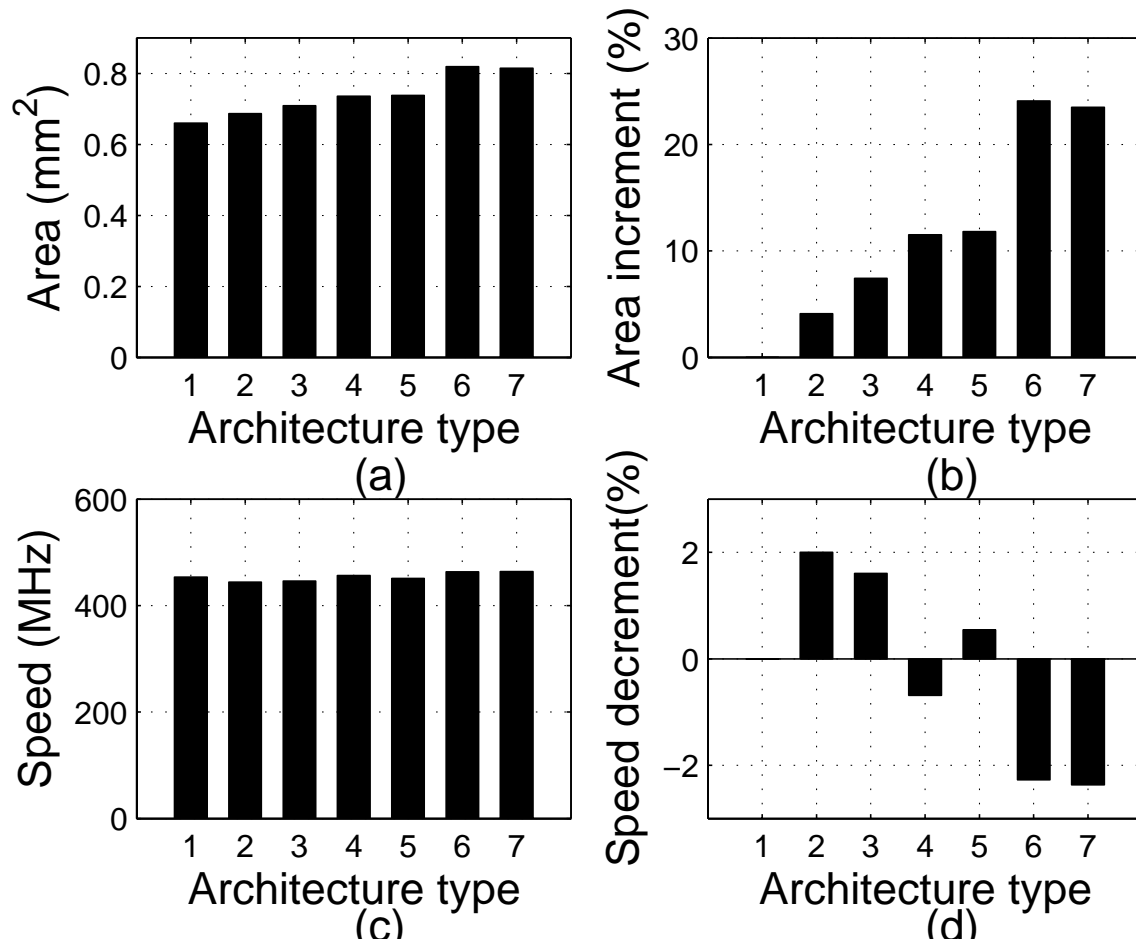 Area (mm2)
0.8
0.6
0.4
0.2
0
1 2 3 4 5 6 7
Architecture type
(a)
Area increment (%)
30
20
10
0
1 2 3 4 5 6 7
Architecture type
(b)
Speed (MHz)
600
400
200
0
1 2 3 4 5 6 7
Architecture type
(c)
Speed decrement(%)
2
0
−2
1 2 3 4 5 6 7
Architecture type
(d)